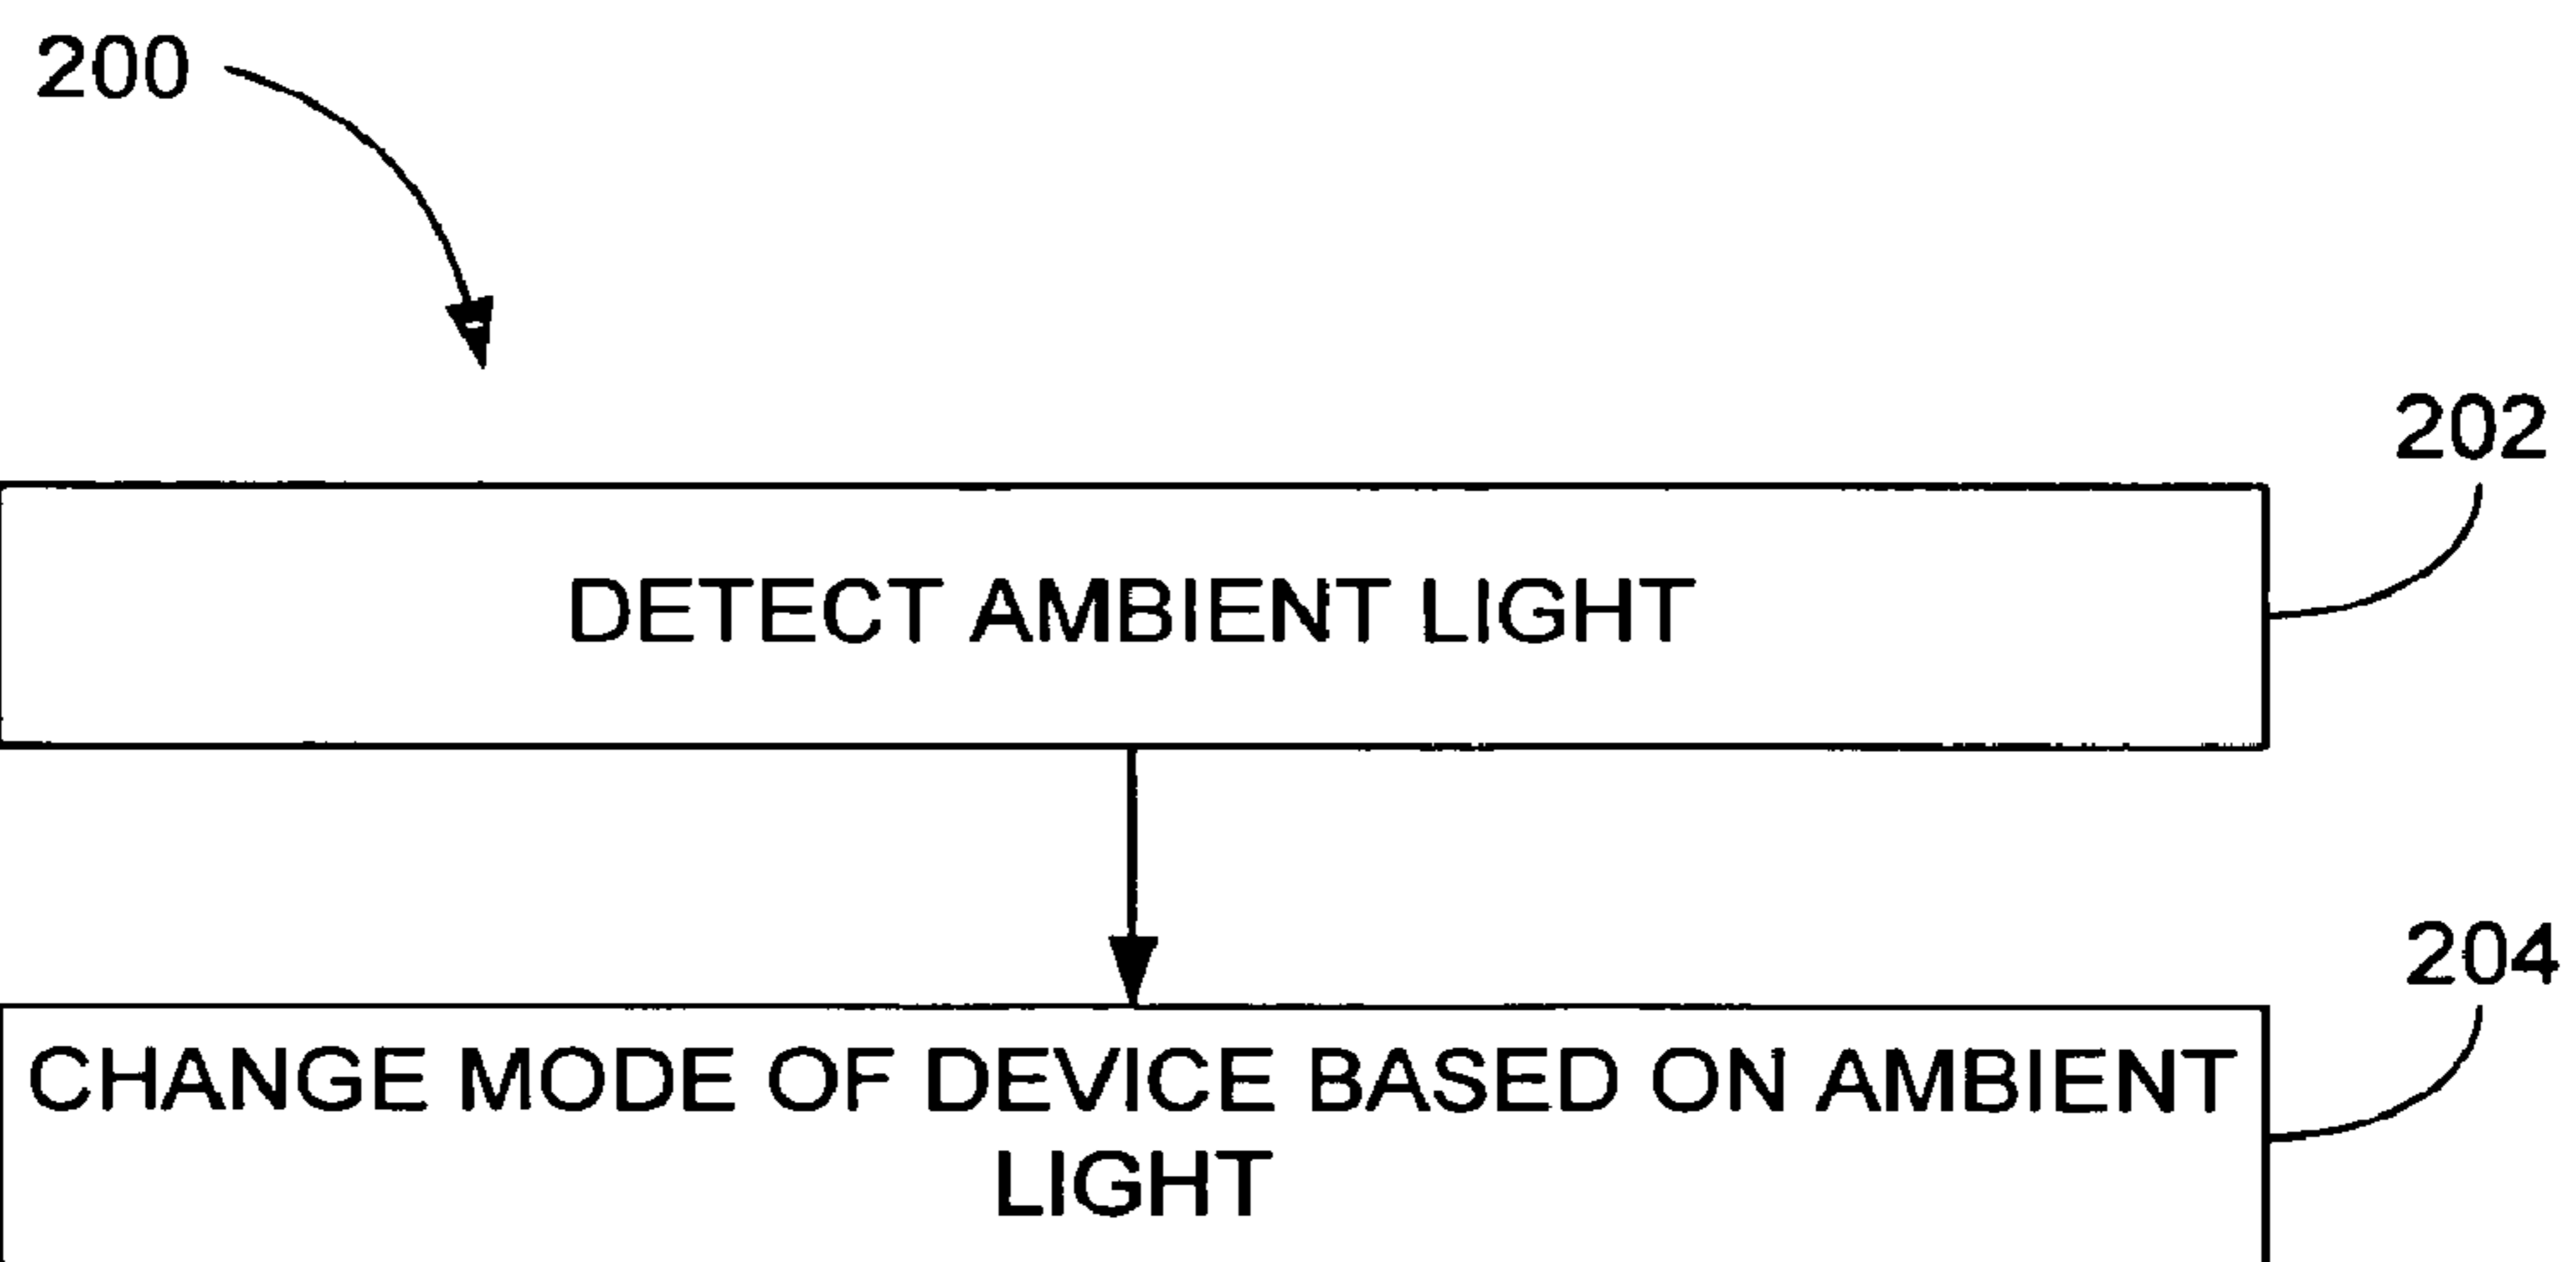 200
202
DETECT AMBIENT LIGHT
204
CHANGE MODE OF DEVICE BASED ON AMBIENT
LIGHT